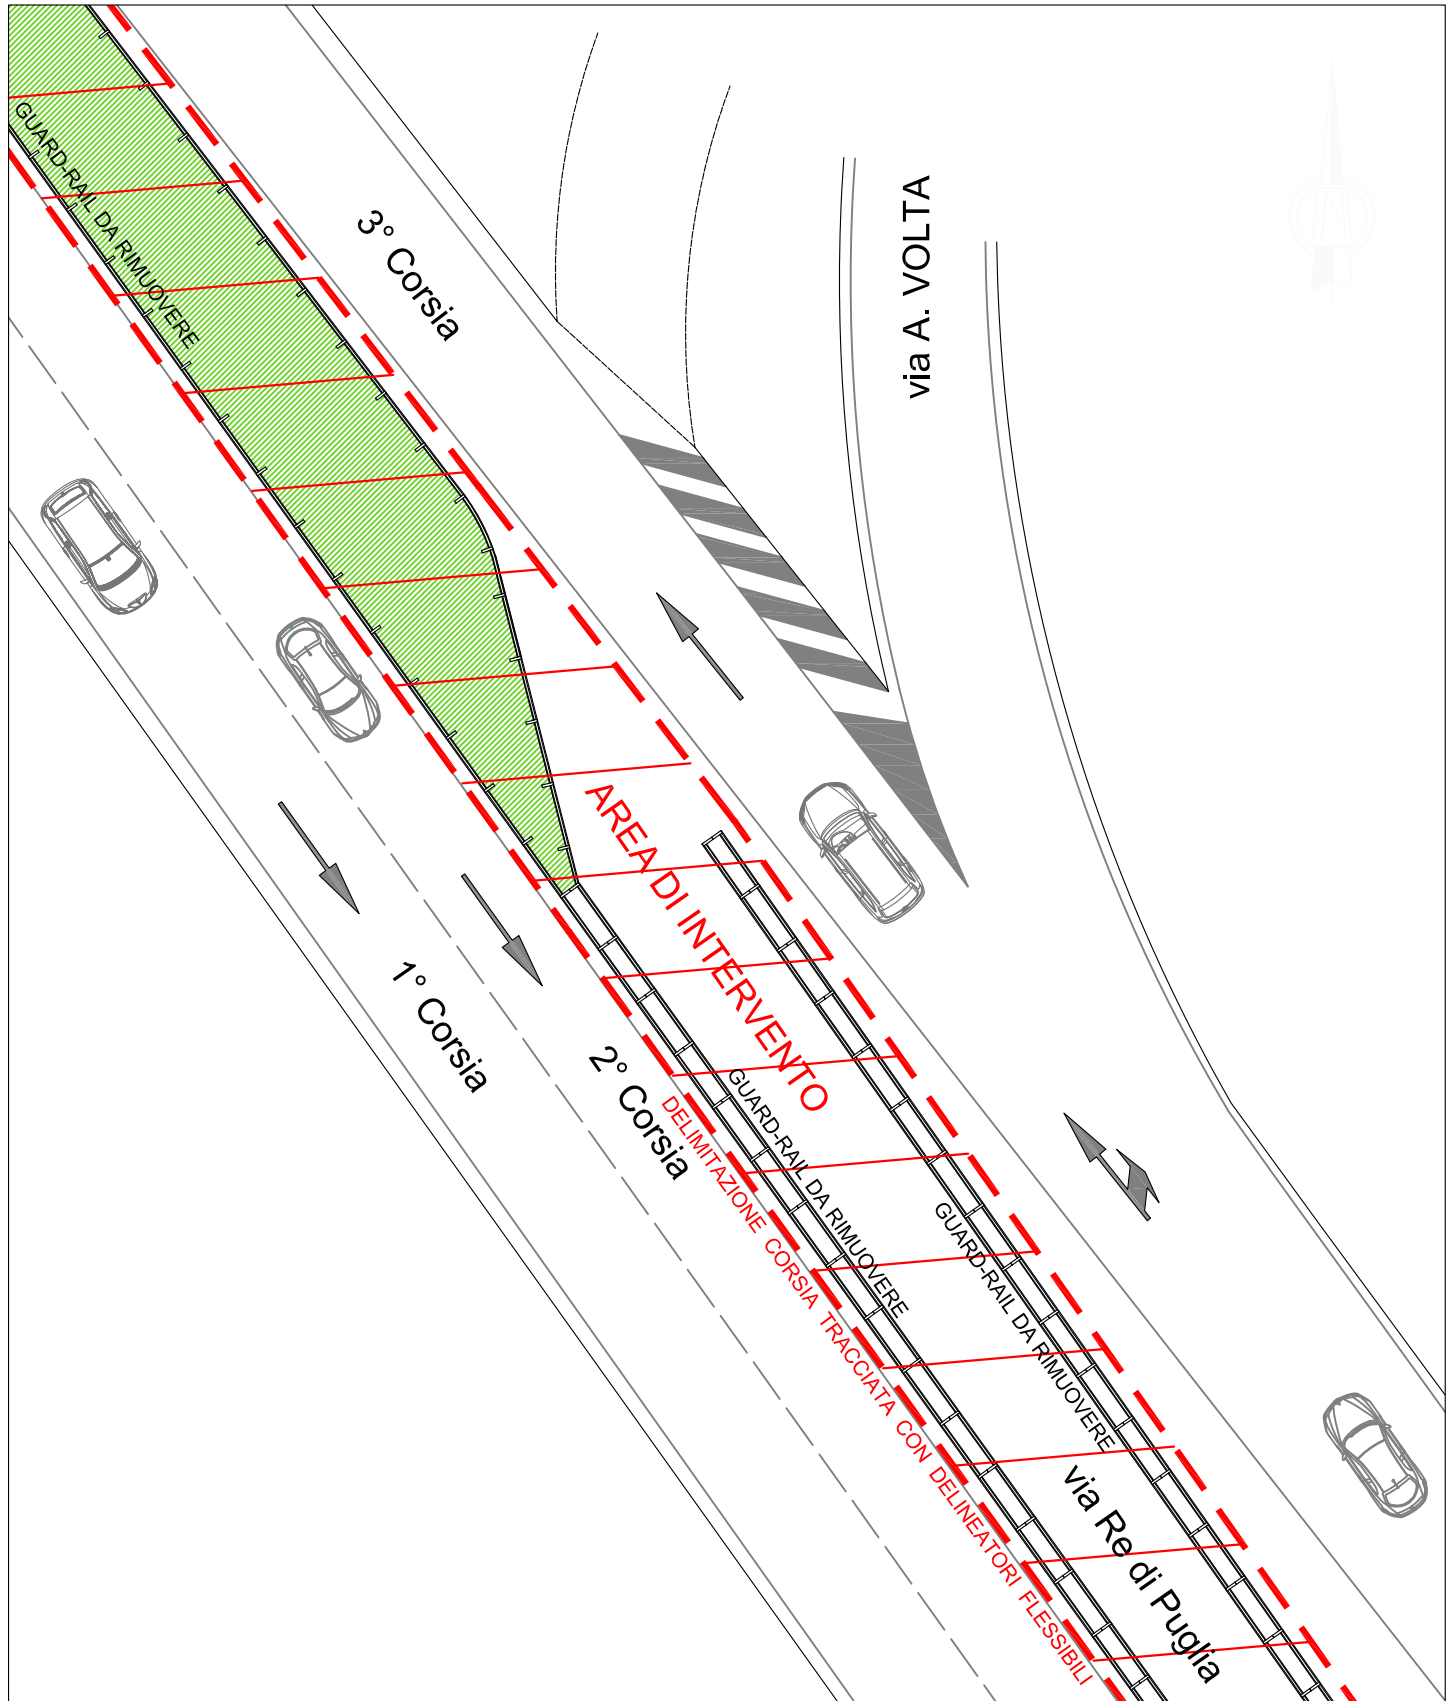 GUARD-RAIL DA RIMUOVERE
3° Corsia
via A. VOLTA
AREA DI INTERVENTO
1° Corsia
2° Corsia
GUARD-RAIL DA RIMUOVERE
DELIMITAZIONE CORSIA TRACCIATA CON DELINEATORI FLESSIBILI
GUARD-RAIL DA RIMUOVERE
via Re di Puglia